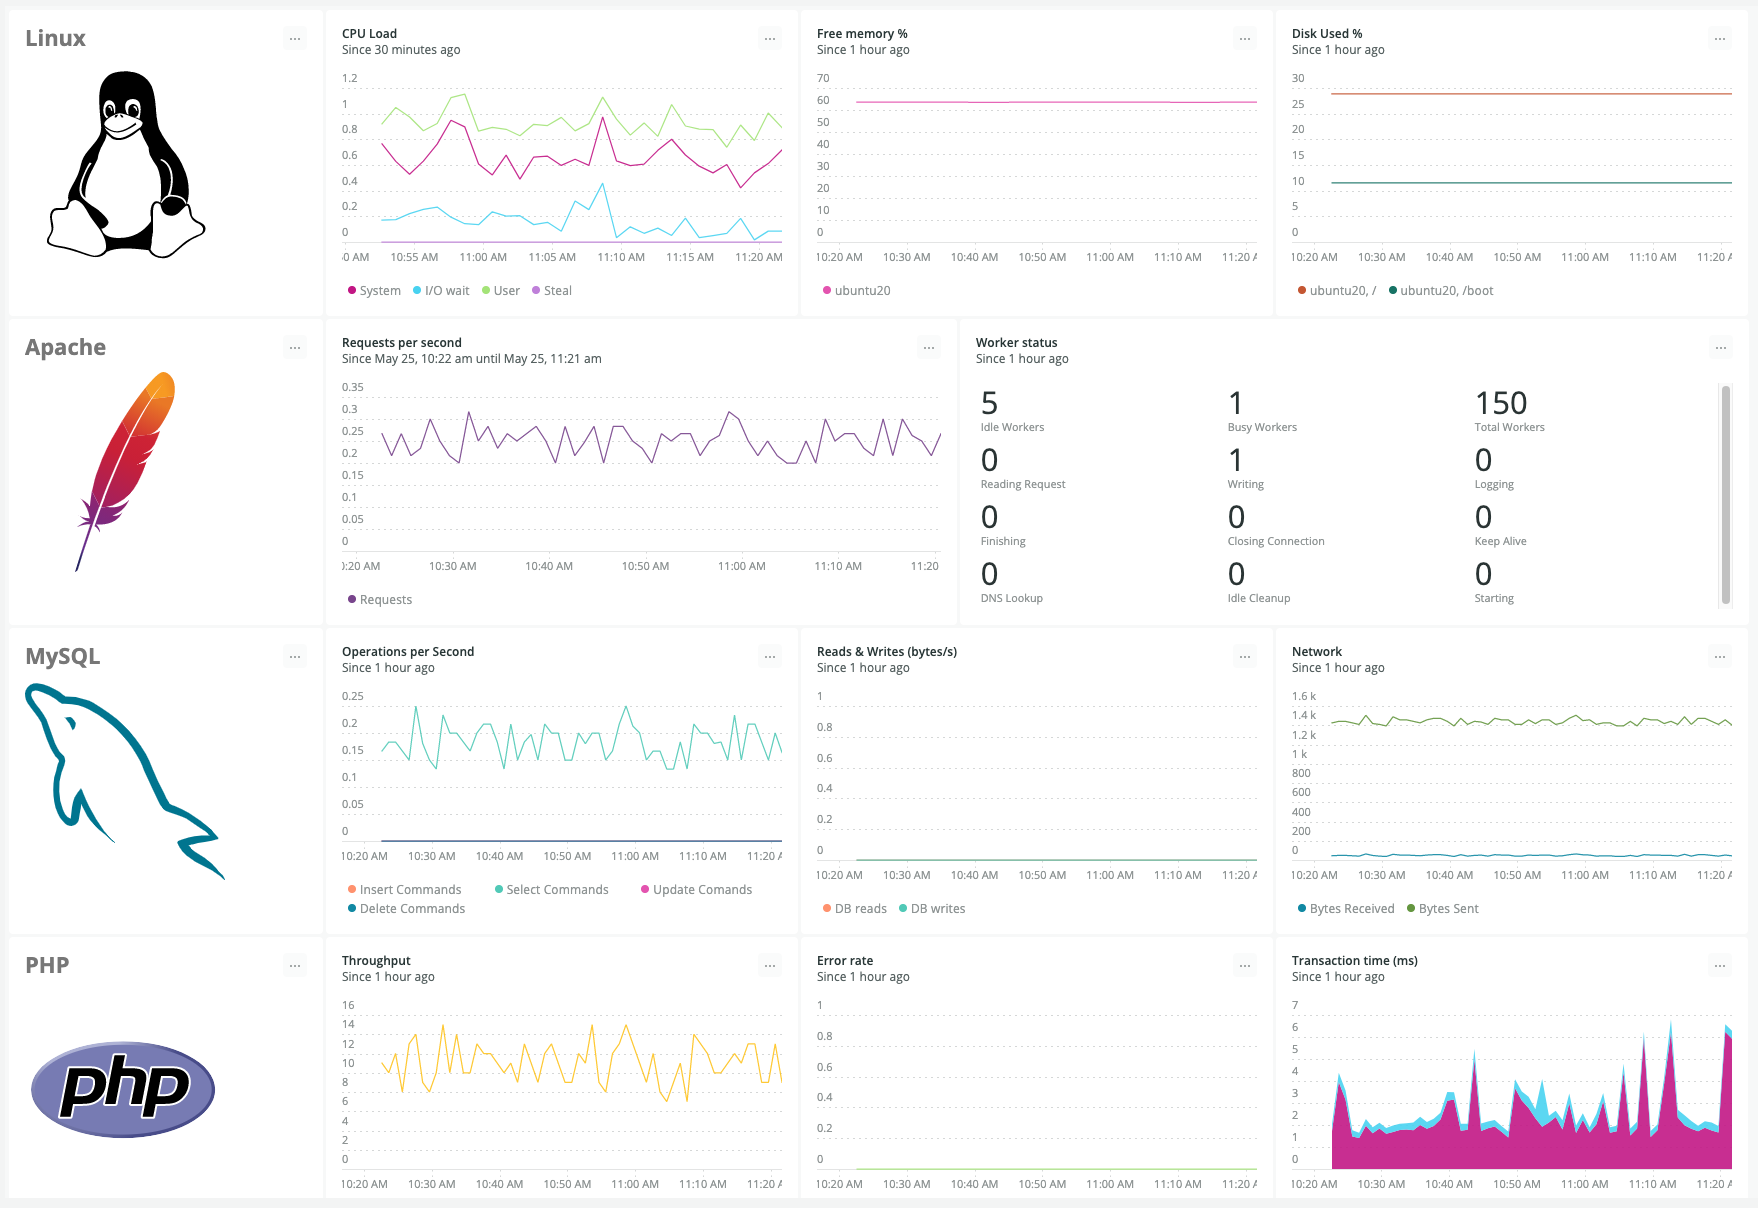 Linux
...
CPU Load
Since 30 minutes ago
...
1.2
1
0.8
0.6
0.4
0.2
0
:0 AM 10:55 AM 11:00 AM 11:05 AM 11:10 AM 11:15 AM 11:20 AM
System I/O wait User Steal
Free memory %
Since 1 hour ago
...
70
60
50
40
30
20
10
0
10:20 AM 10:30 AM 10:40 AM 10:50 AM 11:00 AM 11:10 AM 11:20 A
ubuntu20
Disk Used %
Since 1 hour ago
...
30
25
20
15
10
5
0
10:20 AM 10:30 AM 10:40 AM 10:50 AM 11:00 AM 11:10 AM 11:20 A
ubuntu20, / ubuntu20, /boot
Apache
...
Requests per second
Since May 25, 10:22 am until May 25, 11:21 am
...
0.35
0.3
0.25
0.2
0.15
0.1
0.05
0
):20 AM 10:30 AM 10:40 AM 10:50 AM 11:00 AM 11:10 AM 11:20
Requests
Worker status
Since 1 hour ago
...
5 1 150
Idle Workers Busy Workers Total Workers
0 1 0
Reading Request Writing Logging
0 0 0
Finishing Closing Connection Keep Alive
0 0 0
DNS Lookup Idle Cleanup Starting
MySQL
...
Operations per Second
Since 1 hour ago
...
0.25
0.2
0.15
0.1
0.05
0
10:20 AM 10:30 AM 10:40 AM 10:50 AM 11:00 AM 11:10 AM 11:20 A
Insert Commands Select Commands Update Comands
Delete Commands
Reads & Writes (bytes/s)
Since 1 hour ago
...
1
0.8
0.6
0.4
0.2
0
10:20 AM 10:30 AM 10:40 AM 10:50 AM 11:00 AM 11:10 AM 11:20 A
DB reads DB writes
Network
Since 1 hour ago
...
1.6 k
1.4 k
1.2 k
1 k
800
600
400
200
0
10:20 AM 10:30 AM 10:40 AM 10:50 AM 11:00 AM 11:10 AM 11:20 A
Bytes Received Bytes Sent
PHP
...
php
Throughput
Since 1 hour ago
...
16
14
12
10
8
6
4
2
0
10:20 AM 10:30 AM 10:40 AM 10:50 AM 11:00 AM 11:10 AM 11:20 A
Error rate
Since 1 hour ago
...
1
0.8
0.6
0.4
0.2
0
10:20 AM 10:30 AM 10:40 AM 10:50 AM 11:00 AM 11:10 AM 11:20 A
Transaction time (ms)
Since 1 hour ago
...
7
6
5
4
3
2
1
0
10:20 AM 10:30 AM 10:40 AM 10:50 AM 11:00 AM 11:10 AM 11:20 A